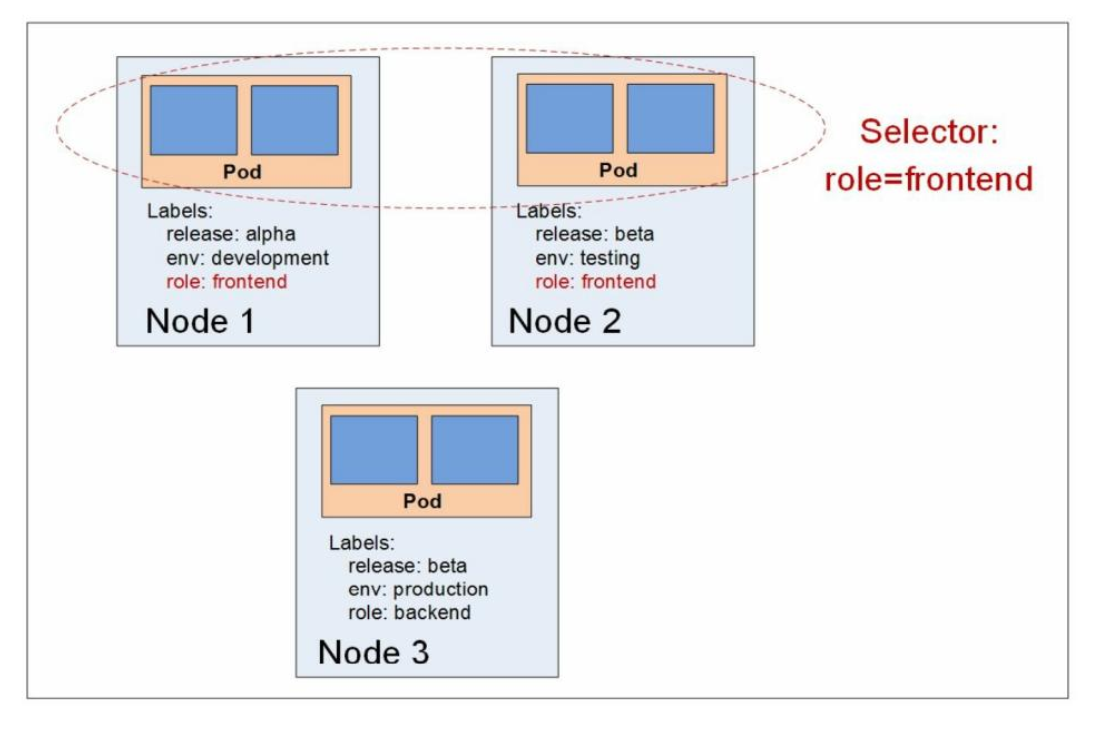 Pod
Labels:
release: alpha
env: development
role: frontend
Node 1
Pod
Labels:
release: beta
env: testing
role: frontend
Node 2
Selector:
role=frontend
Pod
Labels:
release: beta
env: production
role: backend
Node 3